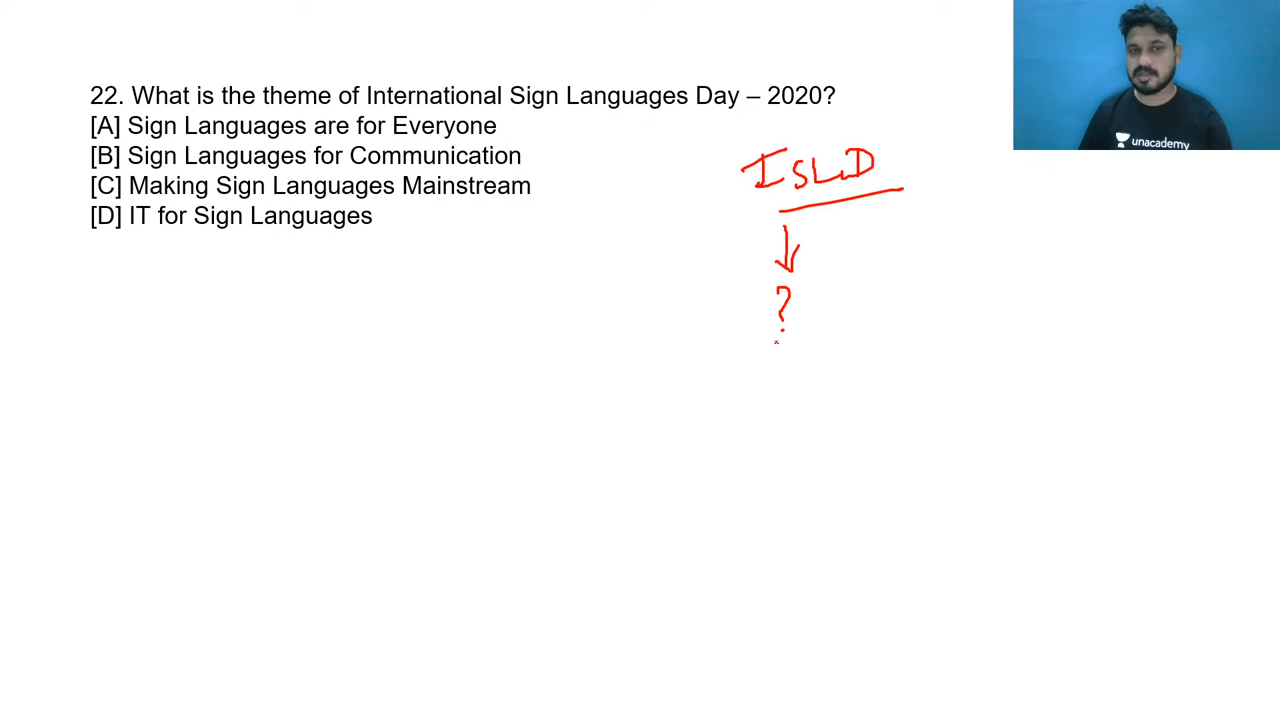 22. What is the theme of International Sign Languages Day – 2020?
[A] Sign Languages are for Everyone
[B] Sign Languages for Communication
[C] Making Sign Languages Mainstream
[D] IT for Sign Languages
ISLD
?
unacademy